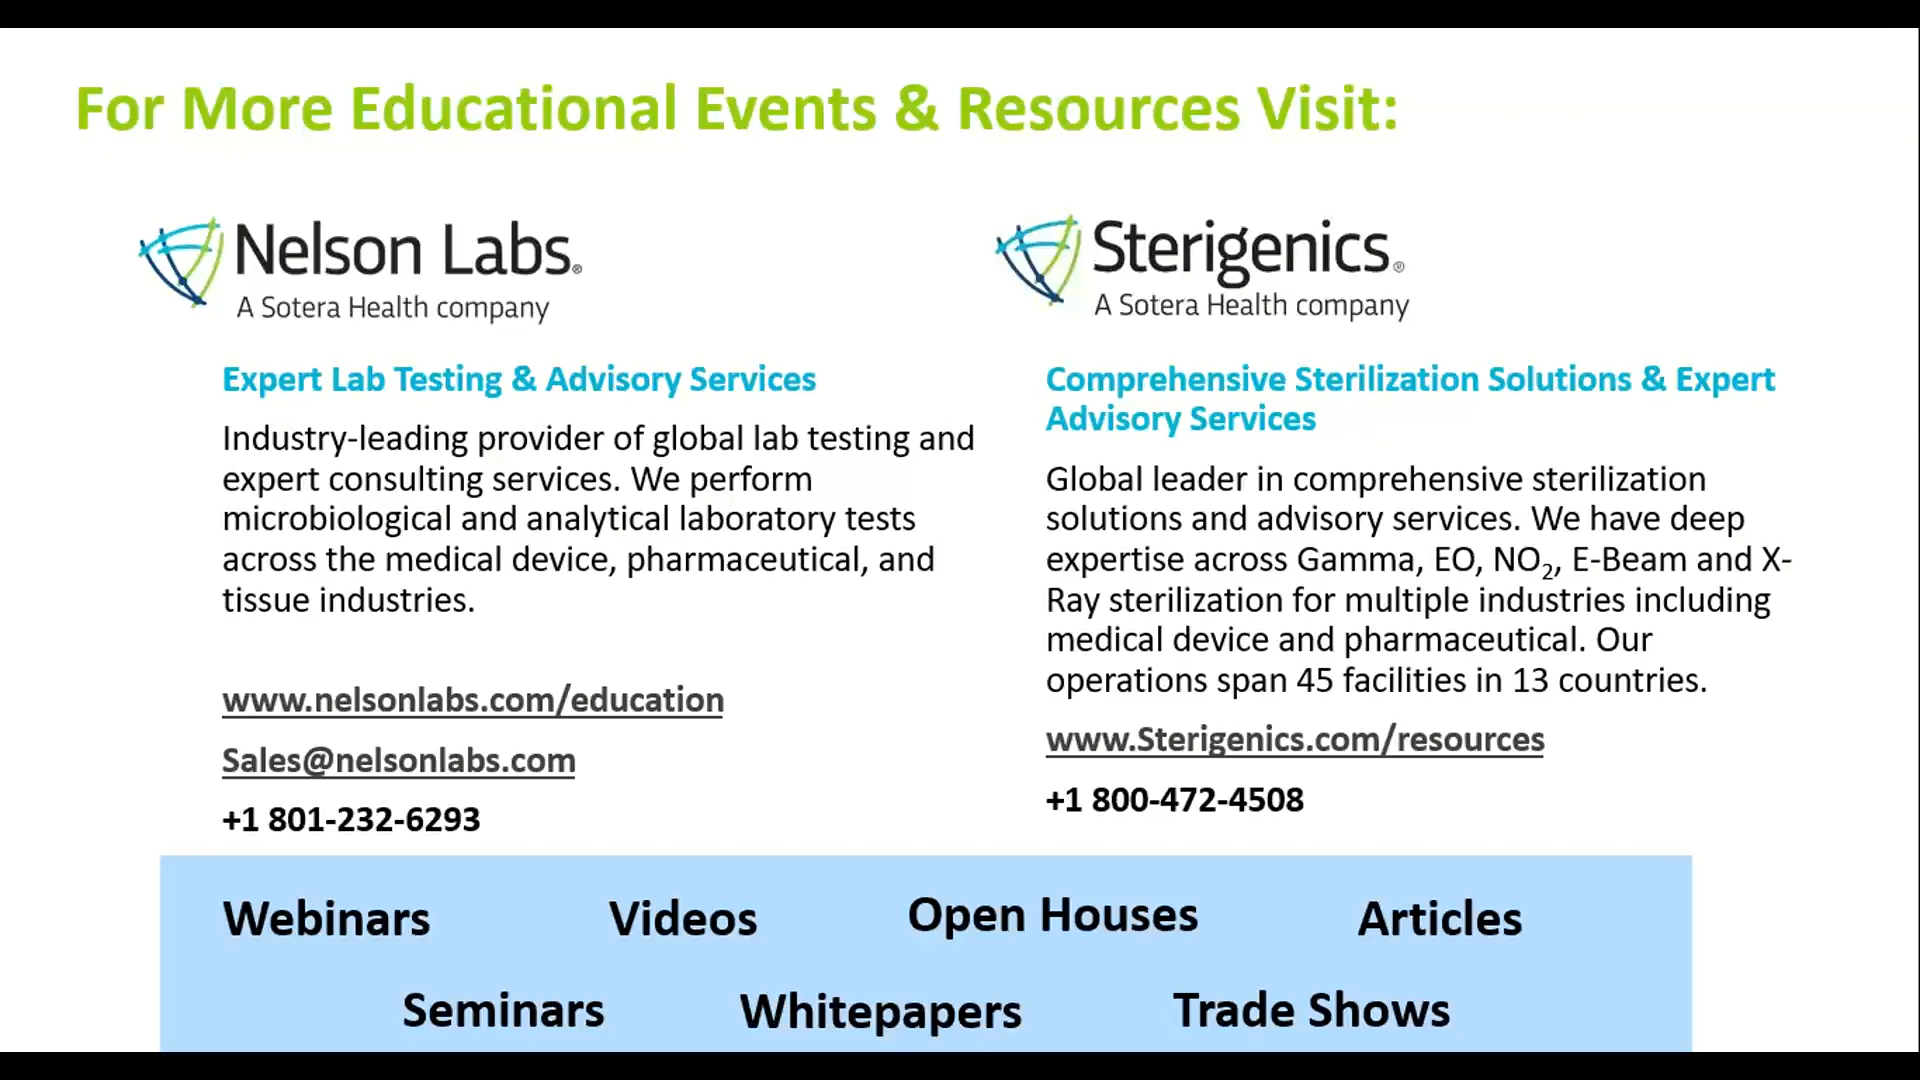 For More Educational Events & Resources Visit:
Nelson Labs®
A Sotera Health company
Expert Lab Testing & Advisory Services
Industry-leading provider of global lab testing and
expert consulting services. We perform
microbiological and analytical laboratory tests
across the medical device, pharmaceutical, and
tissue industries.
www.nelsonlabs.com/education
Sales@nelsonlabs.com
+1 801-232-6293
Sterigenics®
A Sotera Health company
Comprehensive Sterilization Solutions & Expert
Advisory Services
Global leader in comprehensive sterilization
solutions and advisory services. We have deep
expertise across Gamma, EO, NO₂, E-Beam and X-
Ray sterilization for multiple industries including
medical device and pharmaceutical. Our
operations span 45 facilities in 13 countries.
www.Sterigenics.com/resources
+1 800-472-4508
Webinars Videos Open Houses Articles
Seminars Whitepapers Trade Shows